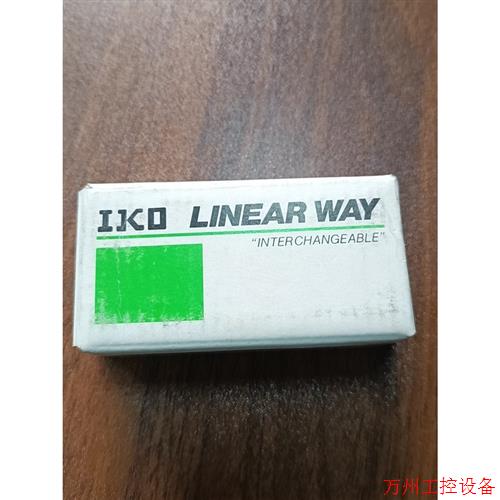 IKO LINEAR WAY
"INTERCHANGEABLE"
万州工控设备